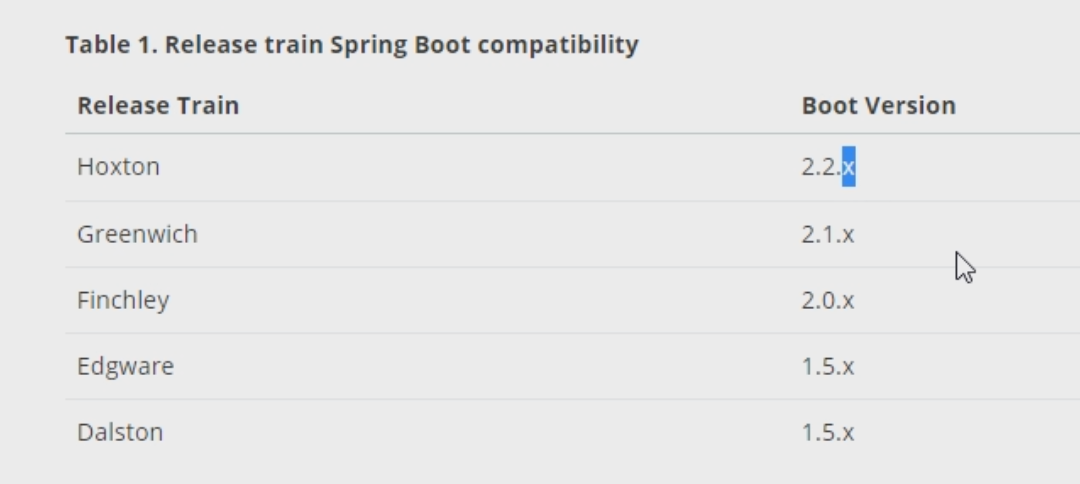 Table 1. Release train Spring Boot compatibility
Release Train Boot Version
Hoxton 2.2.x
Greenwich 2.1.x
Finchley 2.0.x
Edgware 1.5.x
Dalston 1.5.x